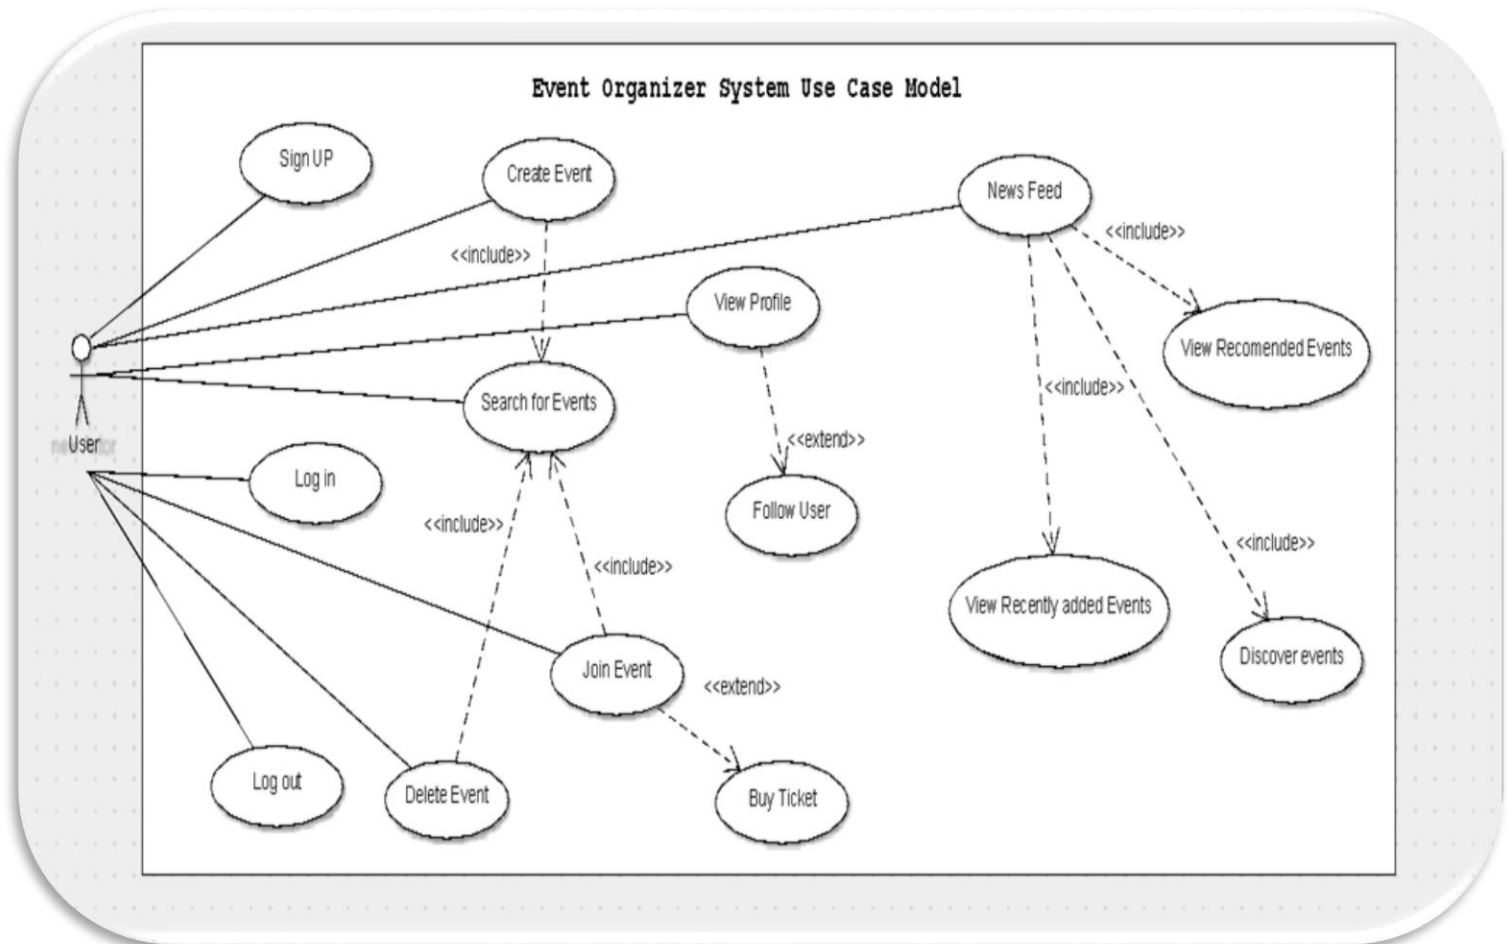 Event Organizer System Use Case Model
Sign UP
Create Event
News Feed
<<include>>
<<include>>
View Profile
View Recomended Events
<<include>>
Search for Events
User
<<extend>>
Log in
Follow User
<<include>>
<<include>>
<<include>>
View Recently added Events
Discover events
Join Event
<<extend>>
Log out
Delete Event
Buy Ticket